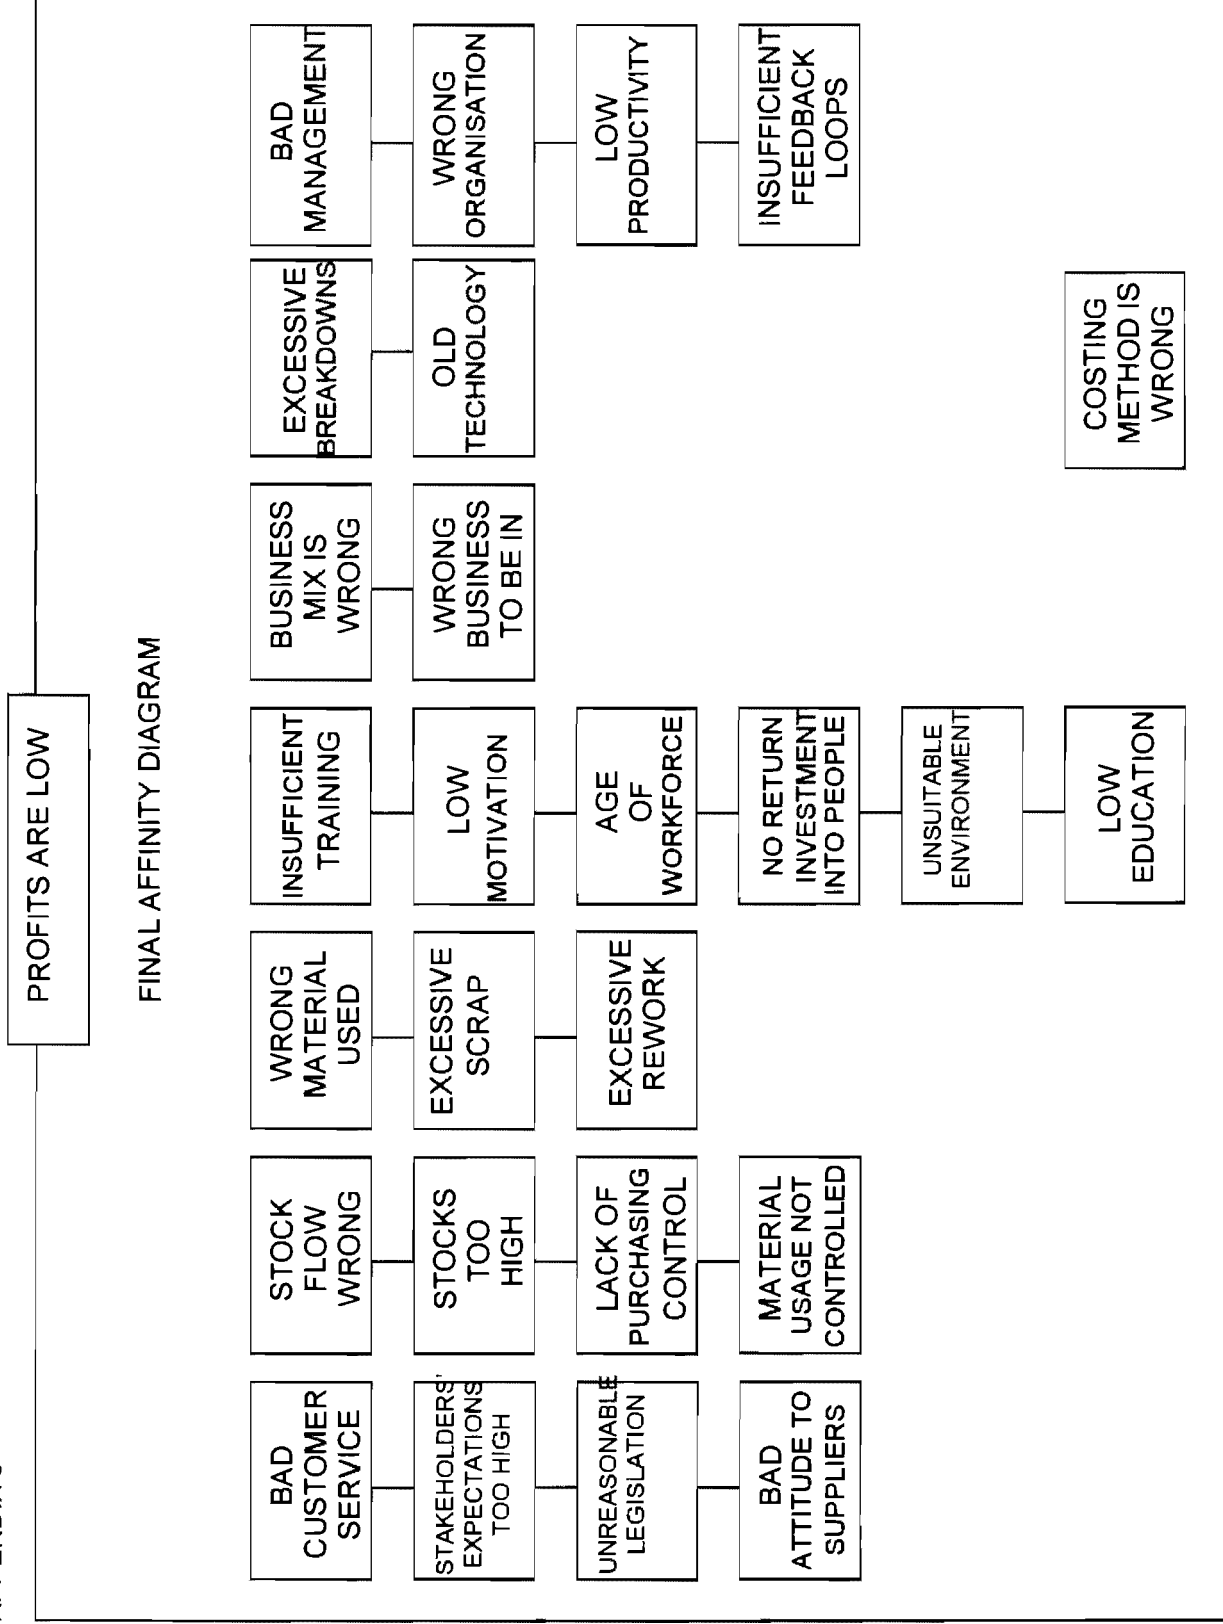 PROFITS ARE LOW
FINAL AFFINITY DIAGRAM
BAD
CUSTOMER
SERVICE
STAKEHOLDERS'
EXPECTATIONS
TOO HIGH
UNREASONABLE
LEGISLATION
BAD
ATTITUDE TO
SUPPLIERS
STOCK
FLOW
WRONG
STOCKS
TOO
HIGH
LACK OF
PURCHASING
CONTROL
MATERIAL
USAGE NOT
CONTROLLED
WRONG
MATERIAL
USED
EXCESSIVE
SCRAP
EXCESSIVE
REWORK
INSUFFICIENT
TRAINING
LOW
MOTIVATION
AGE
OF
WORKFORCE
NO RETURN
INVESTMENT
INTO PEOPLE
UNSUITABLE
ENVIRONMENT
LOW
EDUCATION
BUSINESS
MIX IS
WRONG
WRONG
BUSINESS
TO BE IN
EXCESSIVE
BREAKDOWNS
OLD
TECHNOLOGY
BAD
MANAGEMENT
WRONG
ORGANISATION
LOW
PRODUCTIVITY
INSUFFICIENT
FEEDBACK
LOOPS
COSTING
METHOD IS
WRONG